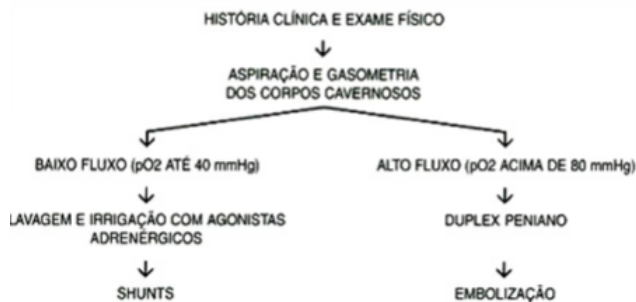 HISTÓRIA CLÍNICA E EXAME FÍSICO
ASPIRAÇÃO E GASOMETRIA
DOS CORPOS CAVERNOSOS
BAIXO FLUXO (pO2 ATÉ 40 mmHg)
ALTO FLUXO (pO2 ACIMA DE 80 mmHg)
LAVAGEM E IRRIGAÇÃO COM AGONISTAS
ADRENÉRGICOS
DUPLEX PENIANO
SHUNTS
EMBOLIZAÇÃO